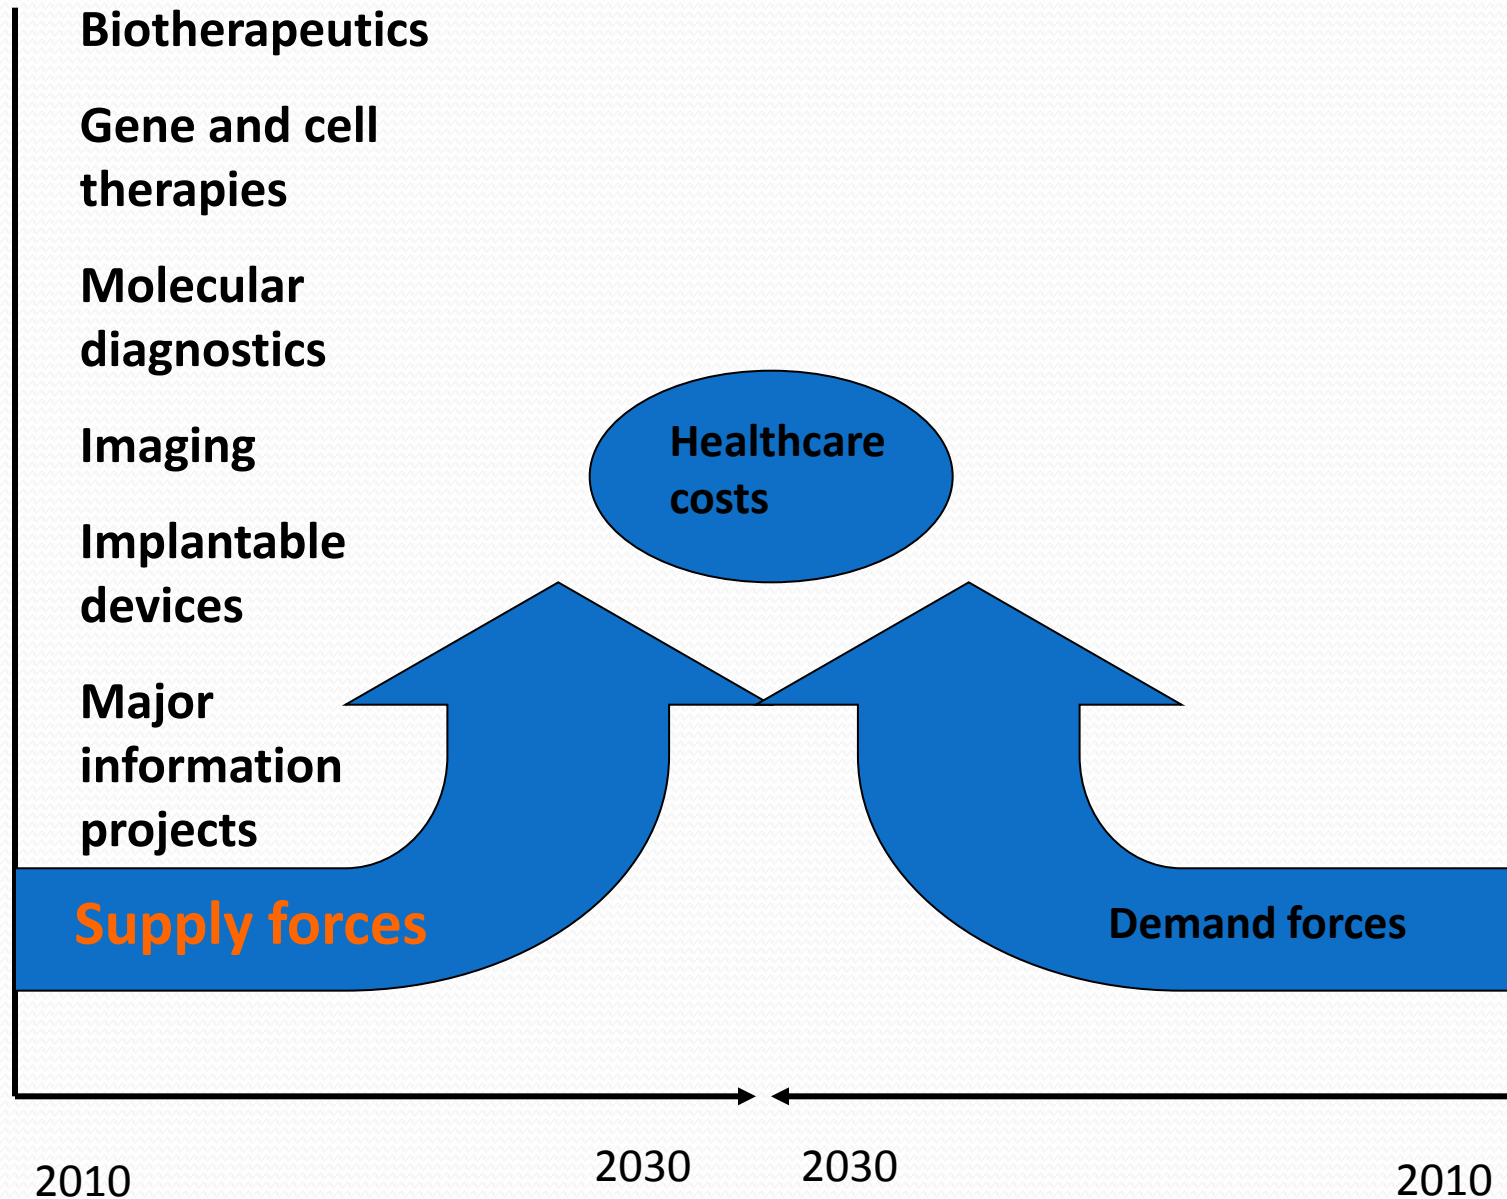 Biotherapeutics
Gene and cell
therapies
Molecular
diagnostics
Imaging
Implantable
devices
Major
information
projects
Healthcare
costs
Supply forces
Demand forces
2010
2030
2030
2010